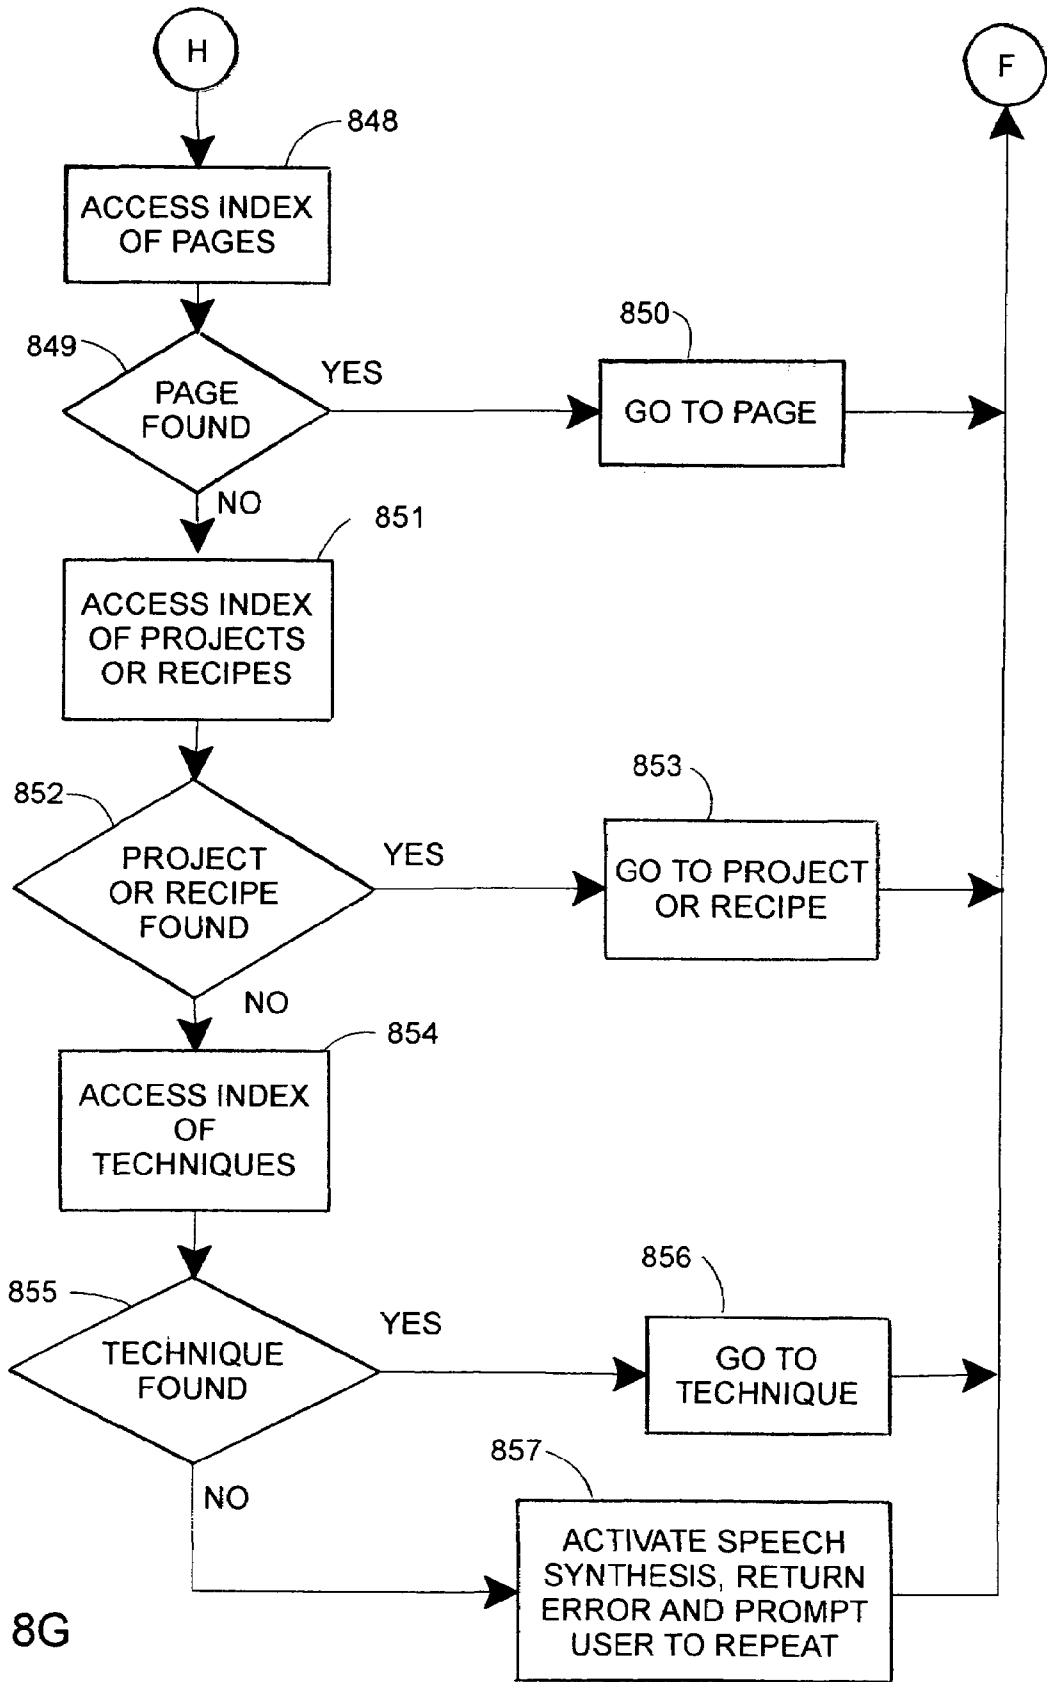 H
F
848
ACCESS INDEX
OF PAGES
849
PAGE
FOUND
YES
850
GO TO PAGE
NO
851
ACCESS INDEX
OF PROJECTS
OR RECIPES
852
PROJECT
OR RECIPE
FOUND
YES
853
GO TO PROJECT
OR RECIPE
NO
854
ACCESS INDEX
OF
TECHNIQUES
855
TECHNIQUE
FOUND
YES
856
GO TO
TECHNIQUE
NO
857
ACTIVATE SPEECH
SYNTHESIS, RETURN
ERROR AND PROMPT
USER TO REPEAT
8G